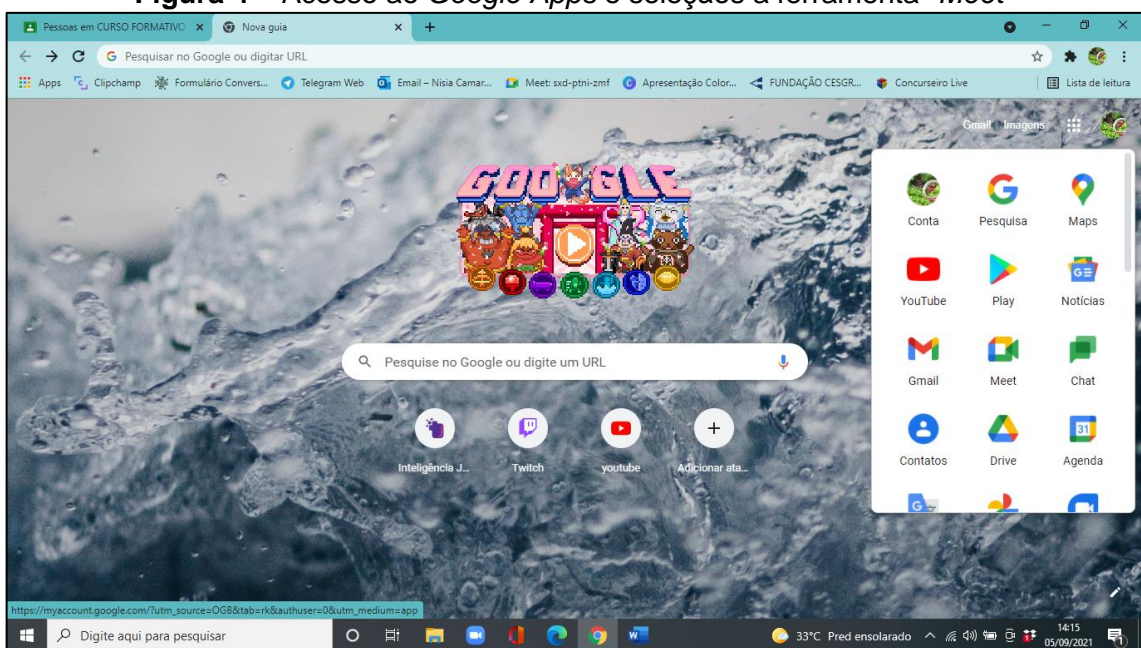 Figura 4 – Acesso ao Google Apps e seleções a ferramenta "Meet"
Pessoas em CURSO FORMATIVO
Nova guia
Pesquisar no Google ou digitar URL
Apps
Clipchamp
Formulário Convers...
Telegram Web
Email – Nisia Camar...
Meet: sxd-ptni-zmf
Apresentação Color...
FUNDAÇÃO CESGR...
Concurseiro Live
Lista de leitura
Gmail Imagens
GOOGLE
Conta Pesquisa Maps
YouTube Play Notícias
Gmail Meet Chat
31
Contatos Drive Agenda
Pesquise no Google ou digite um URL
Inteligência J...
Twitch
youtube
Adicionar ata...
https://myaccount.google.com/?utm_source=OGB&tab=rk&authuser=0&utm_medium=app
Digite aqui para pesquisar
33°C Pred ensolarado
14:15
05/09/2021